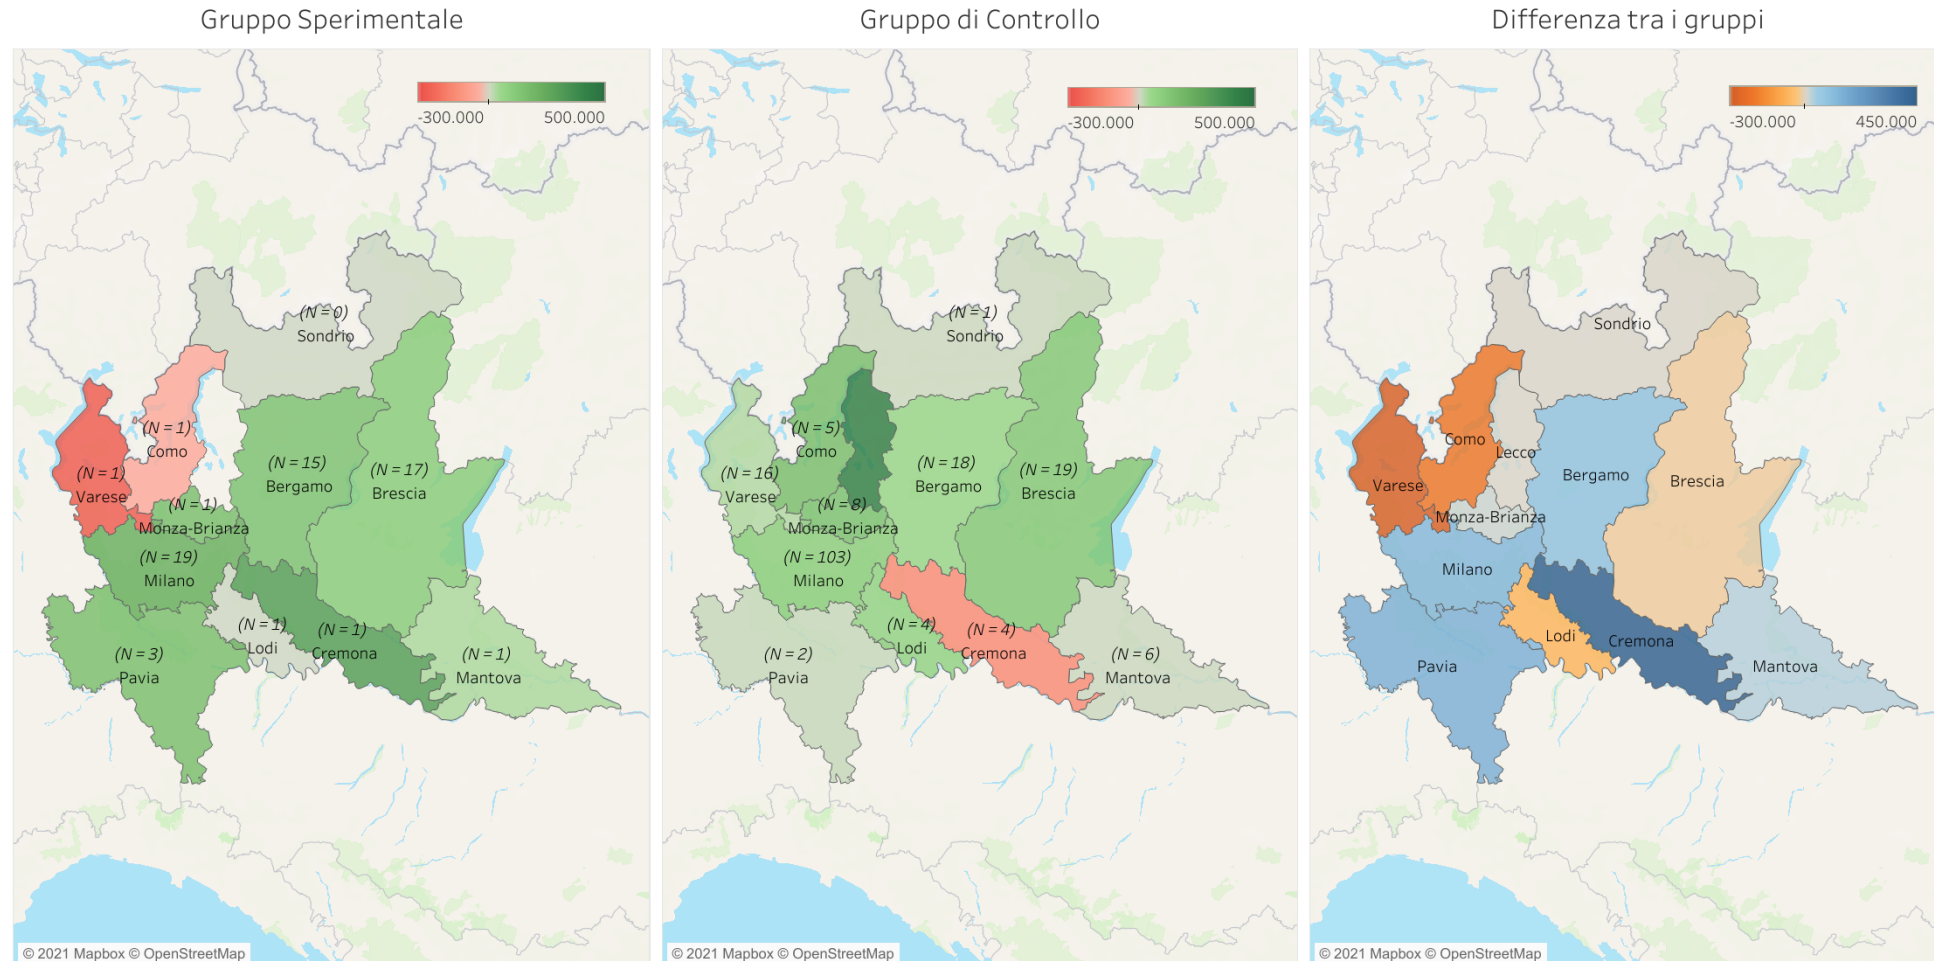 Gruppo Sperimentale
-300.000 500.000
(N = 0)
Sondrio
(N = 1)
Como
(N = 1)
Varese
(N = 15)
Bergamo
(N = 17)
Brescia
(N = 1)
Monza-Brianza
(N = 19)
Milano
(N = 1)
Lodi
(N = 1)
Cremona
(N = 3)
Pavia
(N = 1)
Mantova
© 2021 Mapbox © OpenStreetMap
Gruppo di Controllo
-300.000 500.000
(N = 1)
Sondrio
(N = 5)
Como
(N = 16)
Varese
(N = 18)
Bergamo
(N = 19)
Brescia
(N = 8)
Monza-Brianza
(N = 103)
Milano
(N = 4)
Lodi
(N = 4)
Cremona
(N = 2)
Pavia
(N = 6)
Mantova
© 2021 Mapbox © OpenStreetMap
Differenza tra i gruppi
-300.000 450.000
Sondrio
Como
Lecco
Varese
Bergamo
Brescia
Monza-Brianza
Milano
Lodi
Cremona
Pavia
Mantova
© 2021 Mapbox © OpenStreetMap